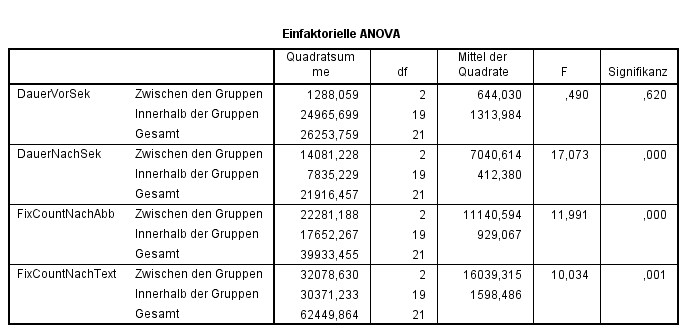 Einfaktorielle ANOVA
Quadratsum
me df Mittel der
Quadrate F Signifikanz
DauerVorSek Zwischen den Gruppen 1288,059 2 644,030 ,490 ,620
Innerhalb der Gruppen 24965,699 19 1313,984
Gesamt 26253,759 21
DauerNachSek Zwischen den Gruppen 14081,228 2 7040,614 17,073 ,000
Innerhalb der Gruppen 7835,229 19 412,380
Gesamt 21916,457 21
FixCountNachAbb Zwischen den Gruppen 22281,188 2 11140,594 11,991 ,000
Innerhalb der Gruppen 17652,267 19 929,067
Gesamt 39933,455 21
FixCountNachText Zwischen den Gruppen 32078,630 2 16039,315 10,034 ,001
Innerhalb der Gruppen 30371,233 19 1598,486
Gesamt 62449,864 21